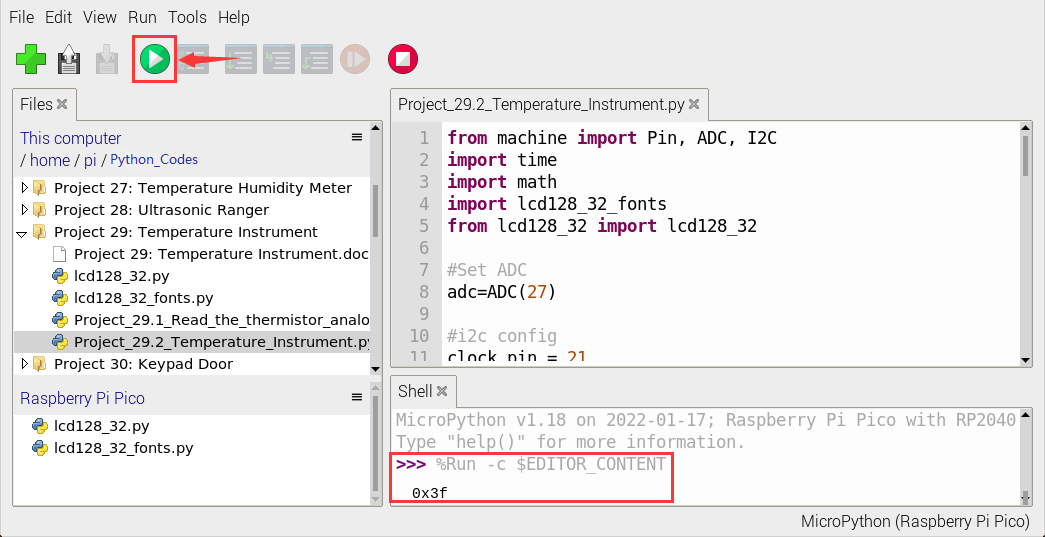 File Edit View Run Tools Help
Files
This computer
/ home / pi / Python_Codes
Project 27: Temperature Humidity Meter
Project 28: Ultrasonic Ranger
Project 29: Temperature Instrument
Project 29: Temperature Instrument.doc
lcd128_32.py
lcd128_32_fonts.py
Project_29.1_Read_the_thermistor_analo
Project_29.2_Temperature_Instrument.py
Project 30: Keypad Door
Raspberry Pi Pico
lcd128_32.py
lcd128_32_fonts.py
Project_29.2_Temperature_Instrument.py
1 from machine import Pin, ADC, I2C
2 import time
3 import math
4 import lcd128_32_fonts
5 from lcd128_32 import lcd128_32
6
7 #Set ADC
8 adc=ADC(27)
9
10 #i2c config
11 clock_pin = 21
Shell
MicroPython v1.18 on 2022-01-17; Raspberry Pi Pico with RP2040
Type "help()" for more information.
>>> %Run -c $EDITOR_CONTENT
0x3f
MicroPython (Raspberry Pi Pico)